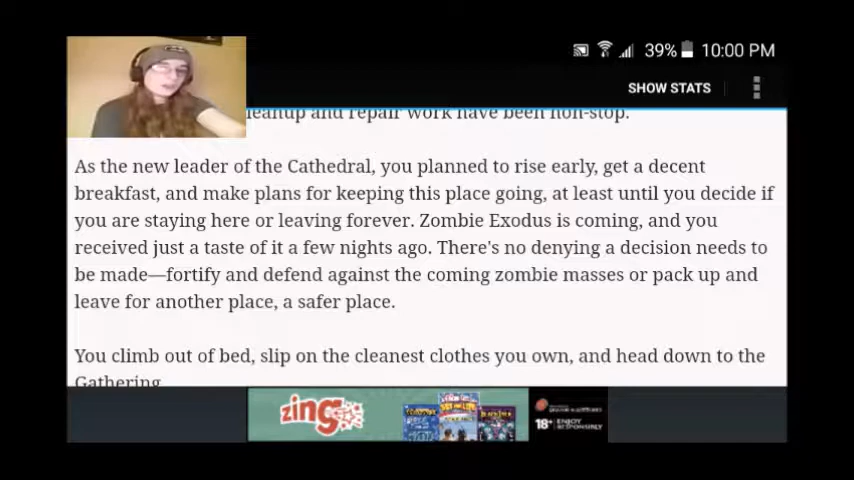 39% 10:00 PM
SHOW STATS
leanup and repair work have been non-stop.
As the new leader of the Cathedral, you planned to rise early, get a decent
breakfast, and make plans for keeping this place going, at least until you decide if
you are staying here or leaving forever. Zombie Exodus is coming, and you
received just a taste of it a few nights ago. There's no denying a decision needs to
be made—fortify and defend against the coming zombie masses or pack up and
leave for another place, a safer place.
You climb out of bed, slip on the cleanest clothes you own, and head down to the
Gathering
zing
18+ ENJOY
RESPONSIBLY